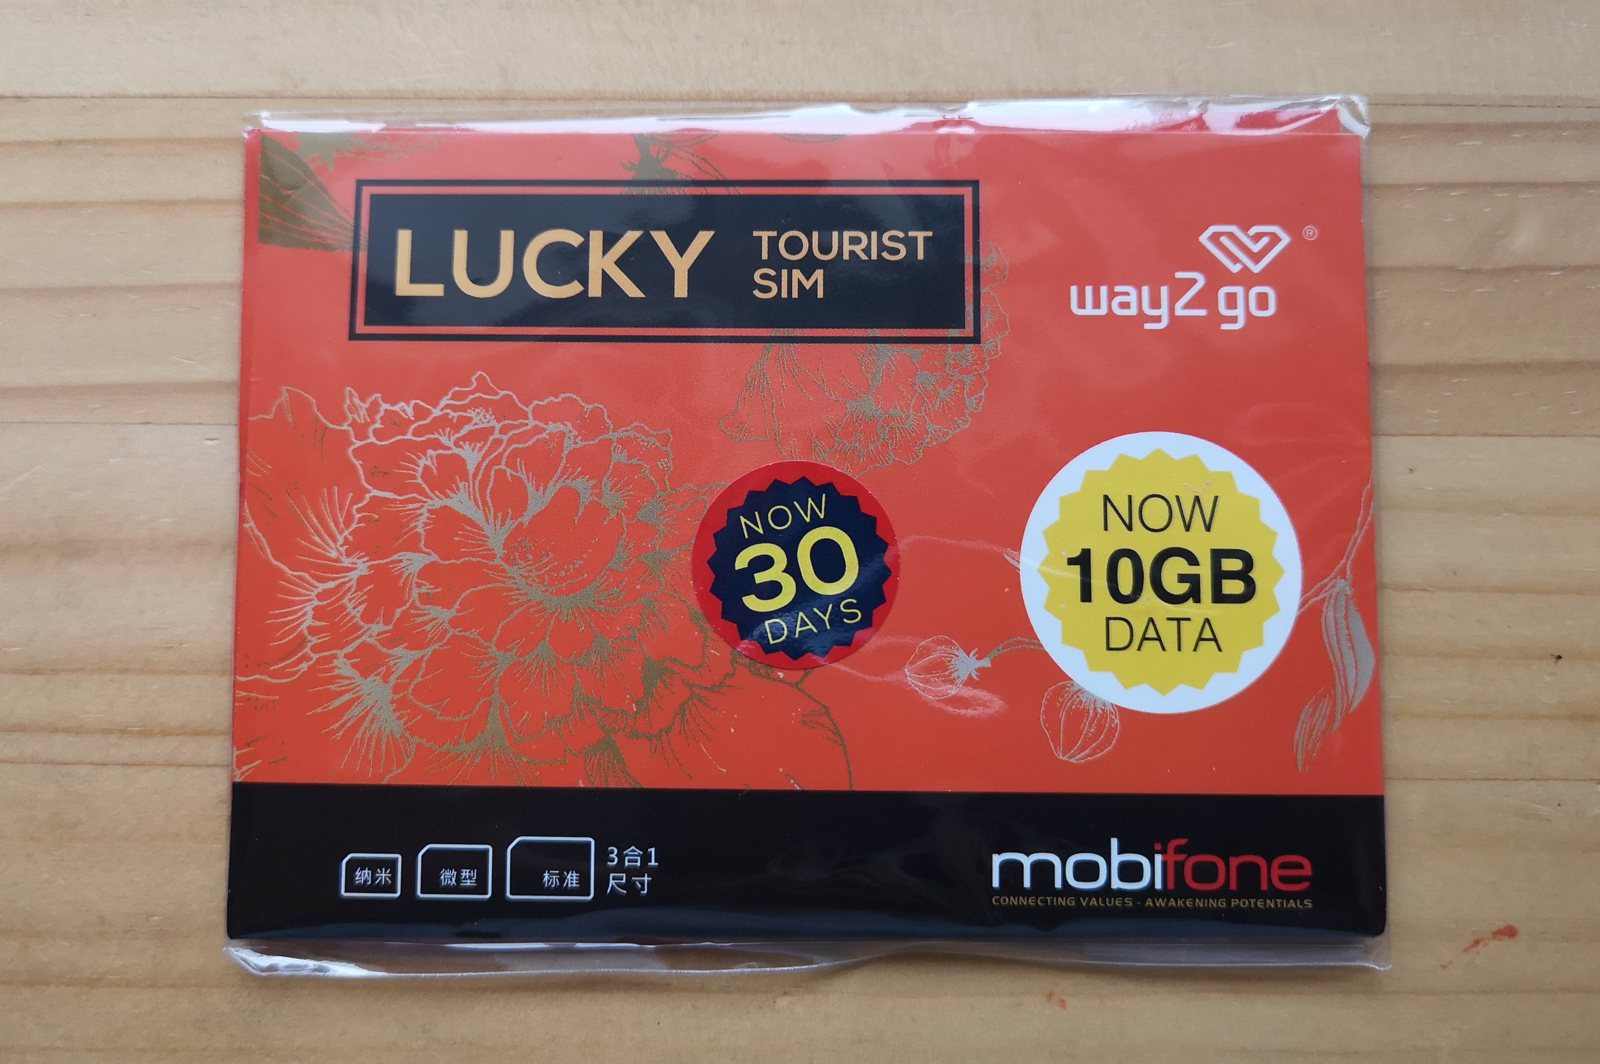 LUCKY TOURIST
SIM
®
way2go
NOW
30
DAYS
NOW
10GB
DATA
纳米 微型 标准 3合1
尺寸
mobifone
CONNECTING VALUES - AWAKENING POTENTIALS